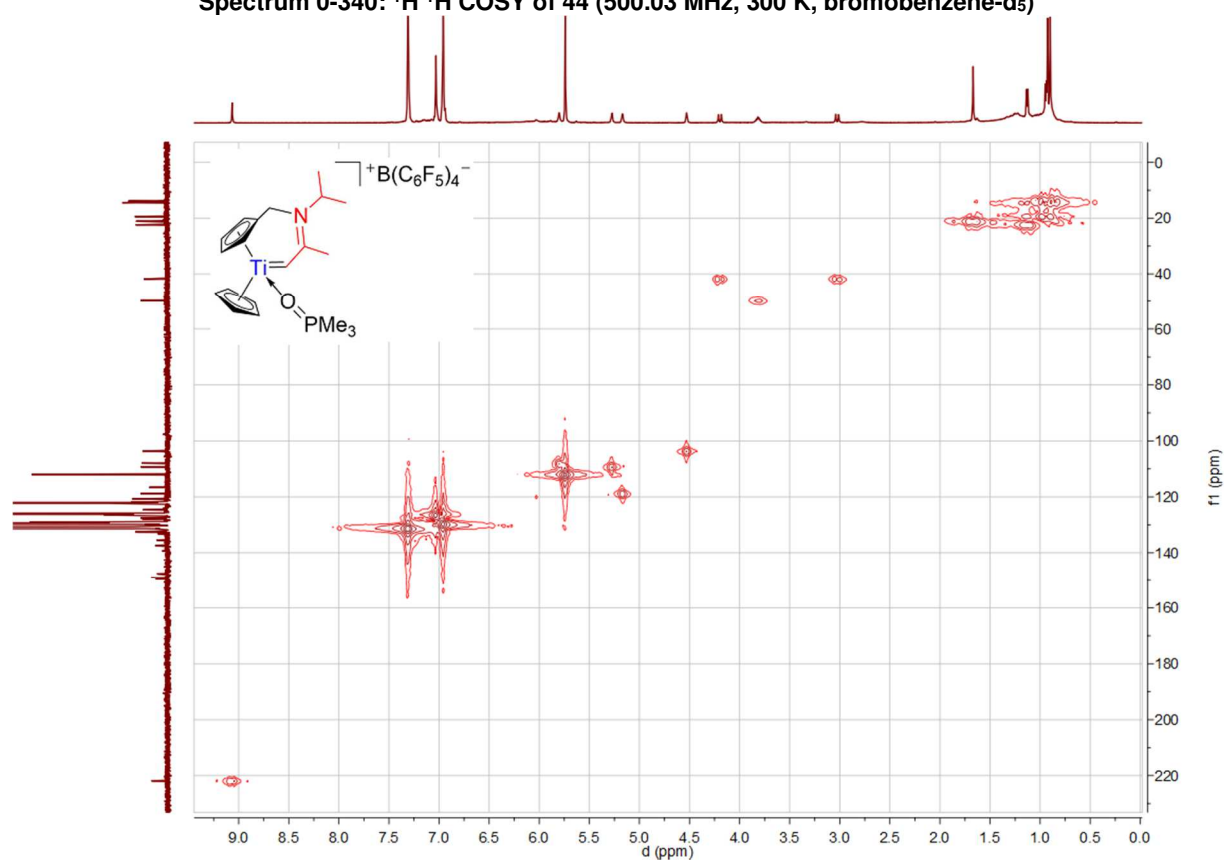 Spectrum 0-340: ¹H ¹H COSY of 44 (500.03 MHz, 300 K, bromobenzene-d₅)
⁺B(C₆F₅)₄⁻
N
Ti
O
PMe₃
0
20
40
60
80
100
120
140
160
180
200
220
f1 (ppm)
9.0 8.5 8.0 7.5 7.0 6.5 6.0 5.5 5.0 4.5 4.0 3.5 3.0 2.5 2.0 1.5 1.0 0.5 0.0
d (ppm)